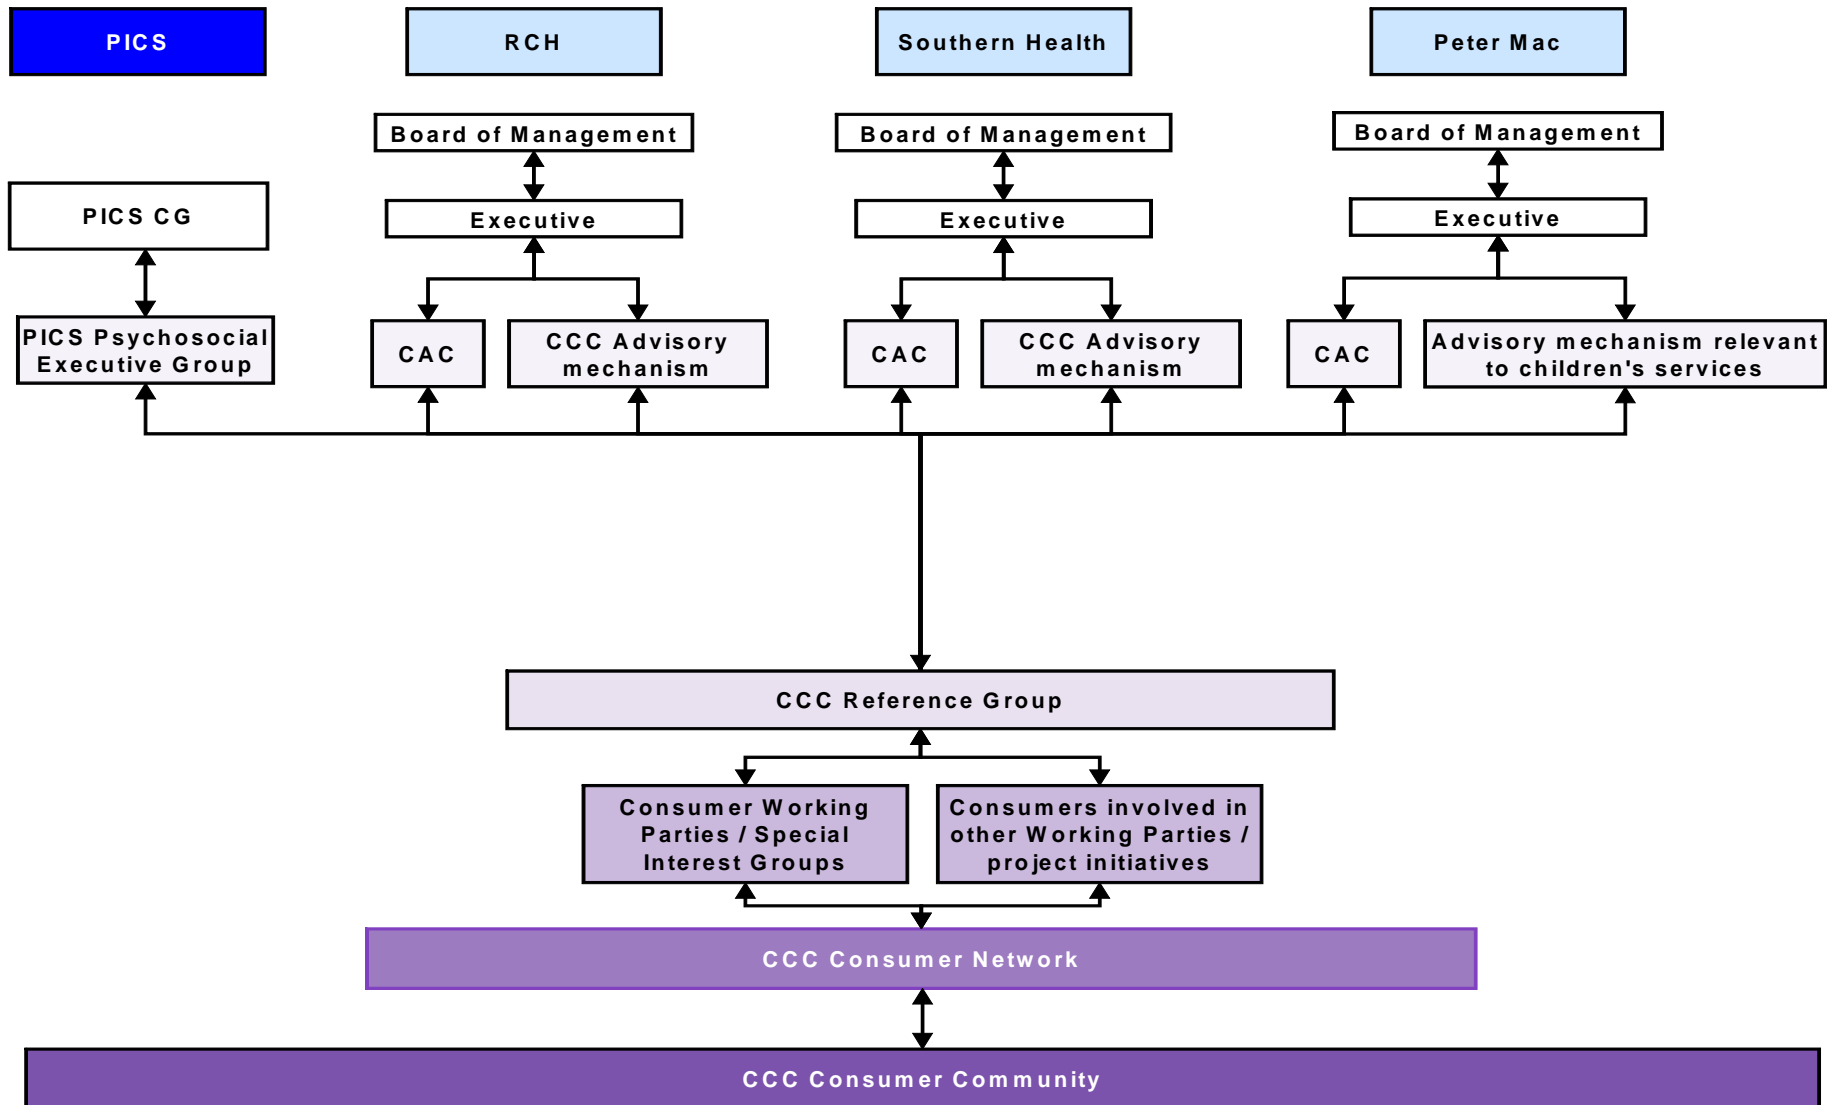 PICS
RCH
Southern Health
Peter Mac
Board of Management
Board of Management
Board of Management
PICS CG
Executive
Executive
Executive
PICS Psychosocial
Executive Group
CAC
CCC Advisory
mechanism
CAC
CCC Advisory
mechanism
CAC
Advisory mechanism relevant
to children's services
CCC Reference Group
Consumer Working
Parties / Special
Interest Groups
Consumers involved in
other Working Parties /
project initiatives
CCC Consumer Network
CCC Consumer Community